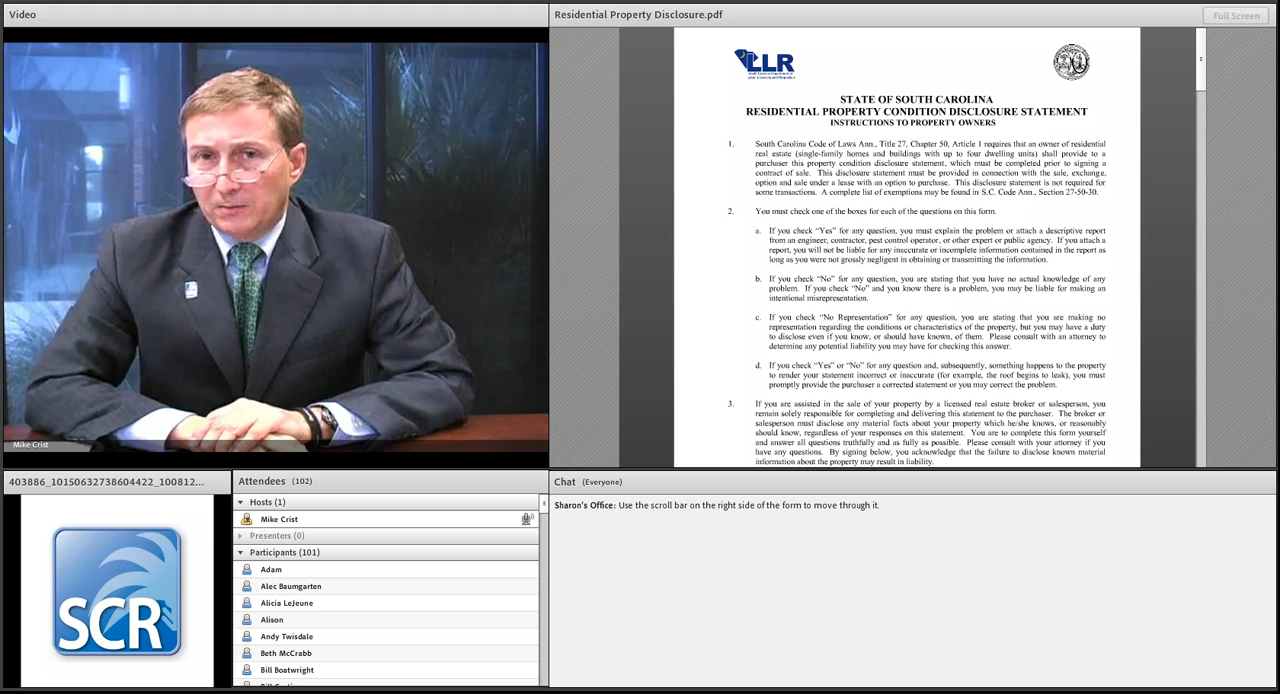 Video
Mike Crist
Residential Property Disclosure.pdf
Full Screen
LLR
STATE OF SOUTH CAROLINA
RESIDENTIAL PROPERTY CONDITION DISCLOSURE STATEMENT
INSTRUCTIONS TO PROPERTY OWNERS
1. South Carolina Code of Laws Ann., Title 27, Chapter 50, Article 1 requires that an owner of residential
real estate (single-family homes and buildings with up to four dwelling units) shall provide to a
purchaser this property condition disclosure statement, which must be completed prior to signing a
contract of sale. This disclosure statement must be provided in connection with the sale, exchange,
option and sale under a lease with an option to purchase. This disclosure statement is not required for
some transactions. A complete list of exemptions may be found in S.C. Code Ann., Section 27-50-30.
2. You must check one of the boxes for each of the questions on this form.
a. If you check “Yes” for any question, you must explain the problem or attach a descriptive report
from an engineer, contractor, pest control operator, or other expert or public agency. If you attach a
report, you will not be liable for any inaccurate or incomplete information contained in the report as
long as you were not grossly negligent in obtaining or transmitting the information.
b. If you check “No” for any question, you are stating that you have no actual knowledge of any
problem. If you check “No” and you know there is a problem, you may be liable for making an
intentional misrepresentation.
c. If you check “No Representation” for any question, you are stating that you are making no
representation regarding the conditions or characteristics of the property, but you may have a duty
to disclose even if you know, or should have known, of them. Please consult with an attorney to
determine any potential liability you may have for checking this answer.
d. If you check “Yes” or “No” for any question and, subsequently, something happens to the property
to render your statement incorrect or inaccurate (for example, the roof begins to leak), you must
promptly provide the purchaser a corrected statement or you may correct the problem.
3. If you are assisted in the sale of your property by a licensed real estate broker or salesperson, you
remain solely responsible for completing and delivering this statement to the purchaser. The broker or
salesperson must disclose any material facts about your property which he/she knows, or reasonably
should know, regardless of your responses on this statement. You are to complete this form yourself
and answer all questions truthfully and as fully as possible. Please consult with your attorney if you
have any questions. By signing below, you acknowledge that the failure to disclose known material
information about the property may result in liability.
403886_10150632738604422_100812...
SCR
Attendees (102)
Hosts (1)
Mike Crist
Presenters (0)
Participants (101)
Adam
Alec Baumgarten
Alicia LeJeune
Alison
Andy Twisdale
Beth McCrabb
Bill Boatwright
Chat (Everyone)
Sharon's Office: Use the scroll bar on the right side of the form to move through it.